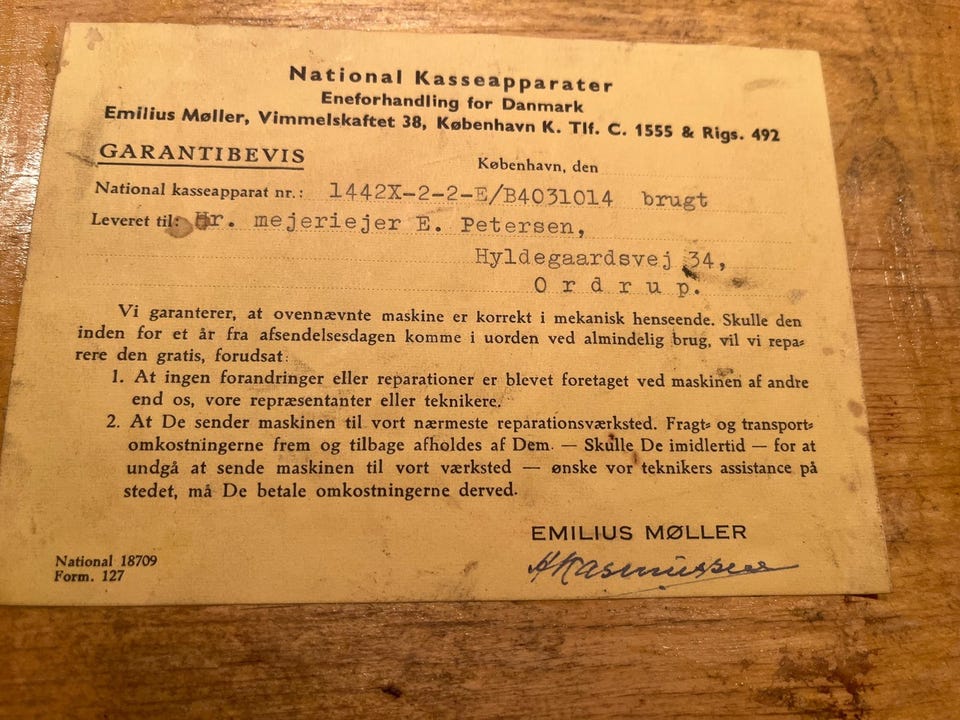 National Kasseapparater
Eneforhandling for Danmark
Emilius Møller, Vimmelskaftet 38, København K. Tlf. C. 1555 & Rigs. 492
GARANTIBEVIS
København, den
National kasseapparat nr.: 1442X-2-2-E/B4031014 brugt
Leveret til: Hr. mejeriejer E. Petersen,
Hyldegaardsvej 34,
O r d r u p.
Vi garanterer, at ovennævnte maskine er korrekt i mekanisk henseende. Skulle den
inden for et år fra afsendelsesdagen komme i uorden ved almindelig brug, vil vi repa-
rere den gratis, forudsat:
1. At ingen forandringer eller reparationer er blevet foretaget ved maskinen af andre
end os, vore repræsentanter eller teknikere.
2. At De sender maskinen til vort nærmeste reparationsværksted. Fragt- og transport-
omkostningerne frem og tilbage afholdes af Dem. — Skulle De imidlertid — for at
undgå at sende maskinen til vort værksted — ønske vor teknikers assistance på
stedet, må De betale omkostningerne derved.
EMILIUS MØLLER
HRasmussen
National 18709
Form. 127